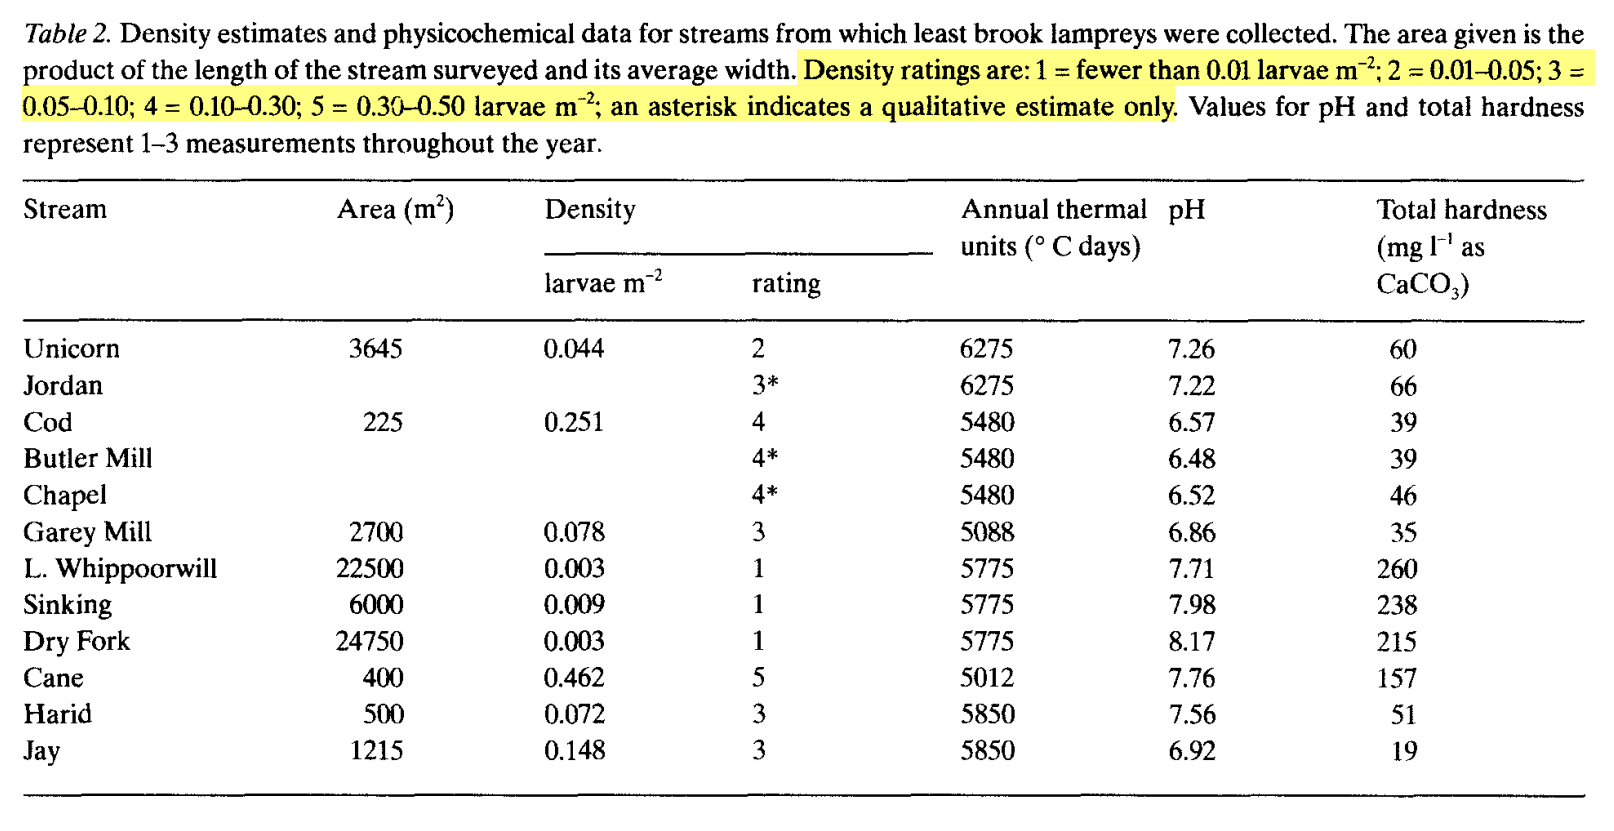 Table 2. Density estimates and physicochemical data for streams from which least brook lampreys were collected. The area given is the
product of the length of the stream surveyed and its average width. Density ratings are: 1 = fewer than 0.01 larvae m⁻²; 2 = 0.01–0.05; 3 =
0.05–0.10; 4 = 0.10–0.30; 5 = 0.30–0.50 larvae m⁻²; an asterisk indicates a qualitative estimate only. Values for pH and total hardness
represent 1–3 measurements throughout the year.
Stream Area (m²) Density Annual thermal pH Total hardness
units (° C days) (mg l⁻¹ as
larvae m⁻² rating CaCO₃)
Unicorn 3645 0.044 2 6275 7.26 60
Jordan 3* 6275 7.22 66
Cod 225 0.251 4 5480 6.57 39
Butler Mill 4* 5480 6.48 39
Chapel 4* 5480 6.52 46
Garey Mill 2700 0.078 3 5088 6.86 35
L. Whippoorwill 22500 0.003 1 5775 7.71 260
Sinking 6000 0.009 1 5775 7.98 238
Dry Fork 24750 0.003 1 5775 8.17 215
Cane 400 0.462 5 5012 7.76 157
Harid 500 0.072 3 5850 7.56 51
Jay 1215 0.148 3 5850 6.92 19